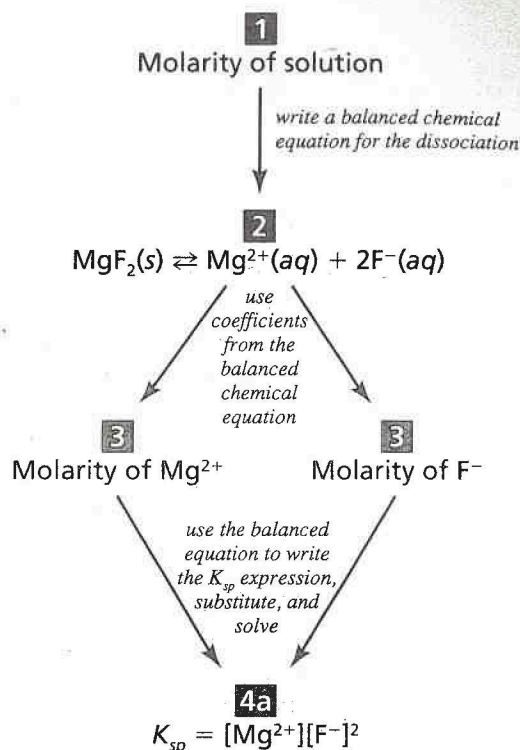 1
Molarity of solution
write a balanced chemical
equation for the dissociation
2
MgF₂(s) ⇄ Mg²⁺(aq) + 2F⁻(aq)
use
coefficients
from the
balanced
chemical
equation
3
Molarity of Mg²⁺
3
Molarity of F⁻
use the balanced
equation to write
the Kₛₚ expression,
substitute, and
solve
4a
Kₛₚ = [Mg²⁺][F⁻]²